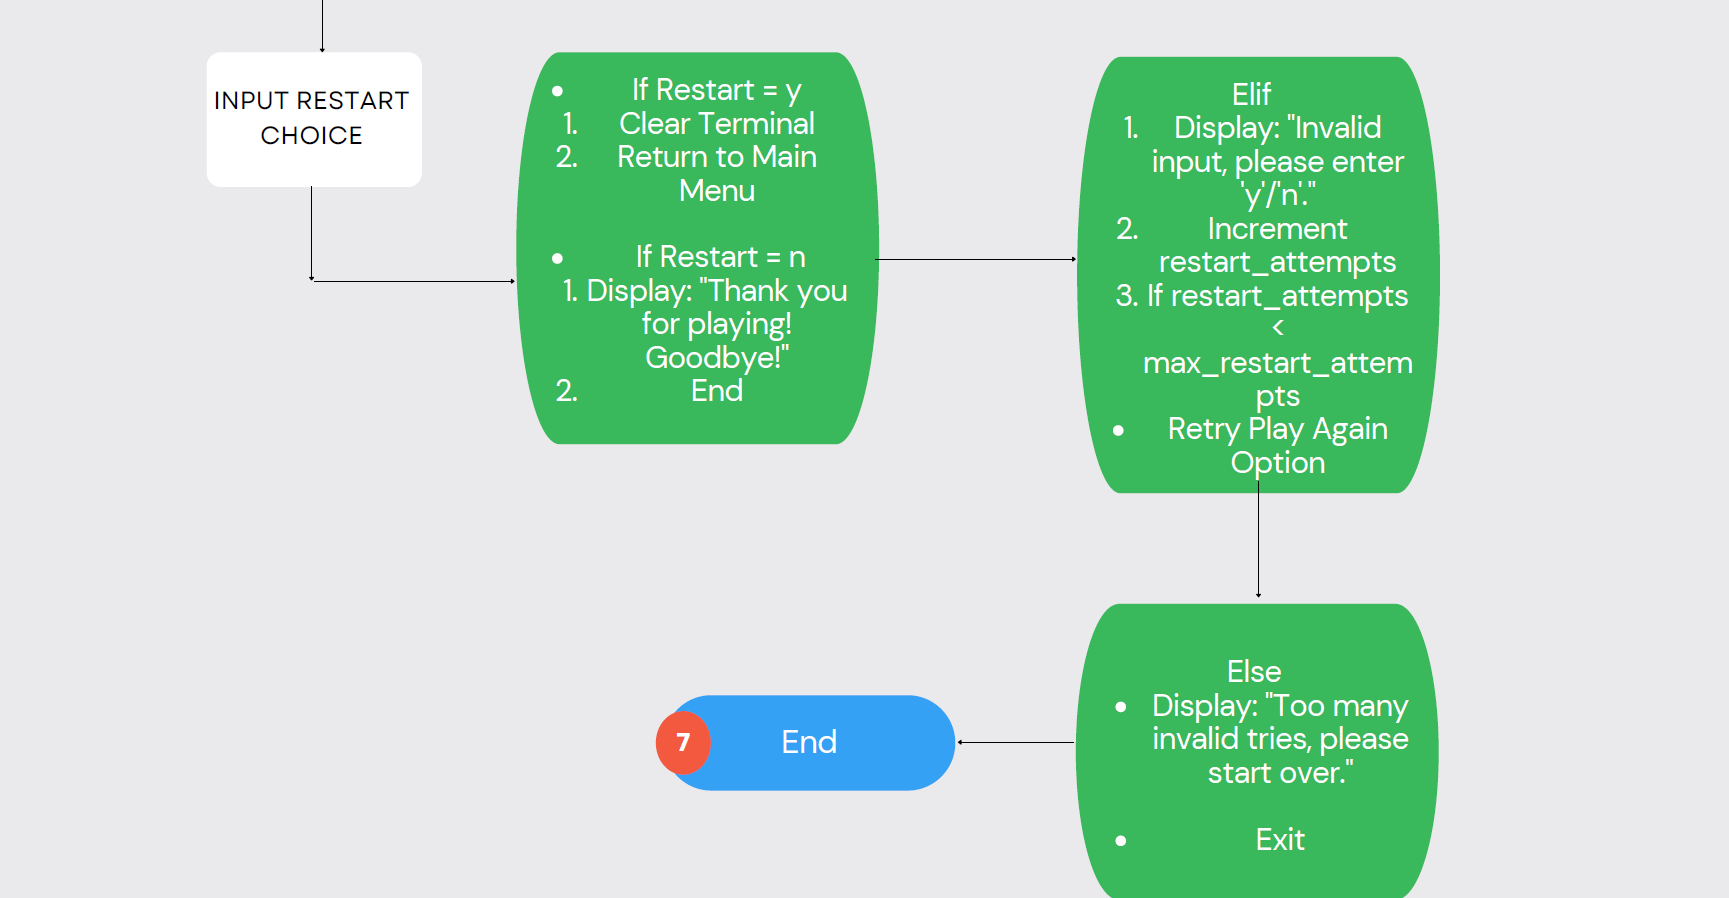 INPUT RESTART
CHOICE
• If Restart = y
1. Clear Terminal
2. Return to Main
Menu
• If Restart = n
1. Display: "Thank you
for playing!
Goodbye!"
2. End
Elif
1. Display: "Invalid
input, please enter
'y'/'n'."
2. Increment
restart_attempts
3. If restart_attempts
<
max_restart_attem
pts
• Retry Play Again
Option
Else
• Display: "Too many
invalid tries, please
start over."
• Exit
7 End